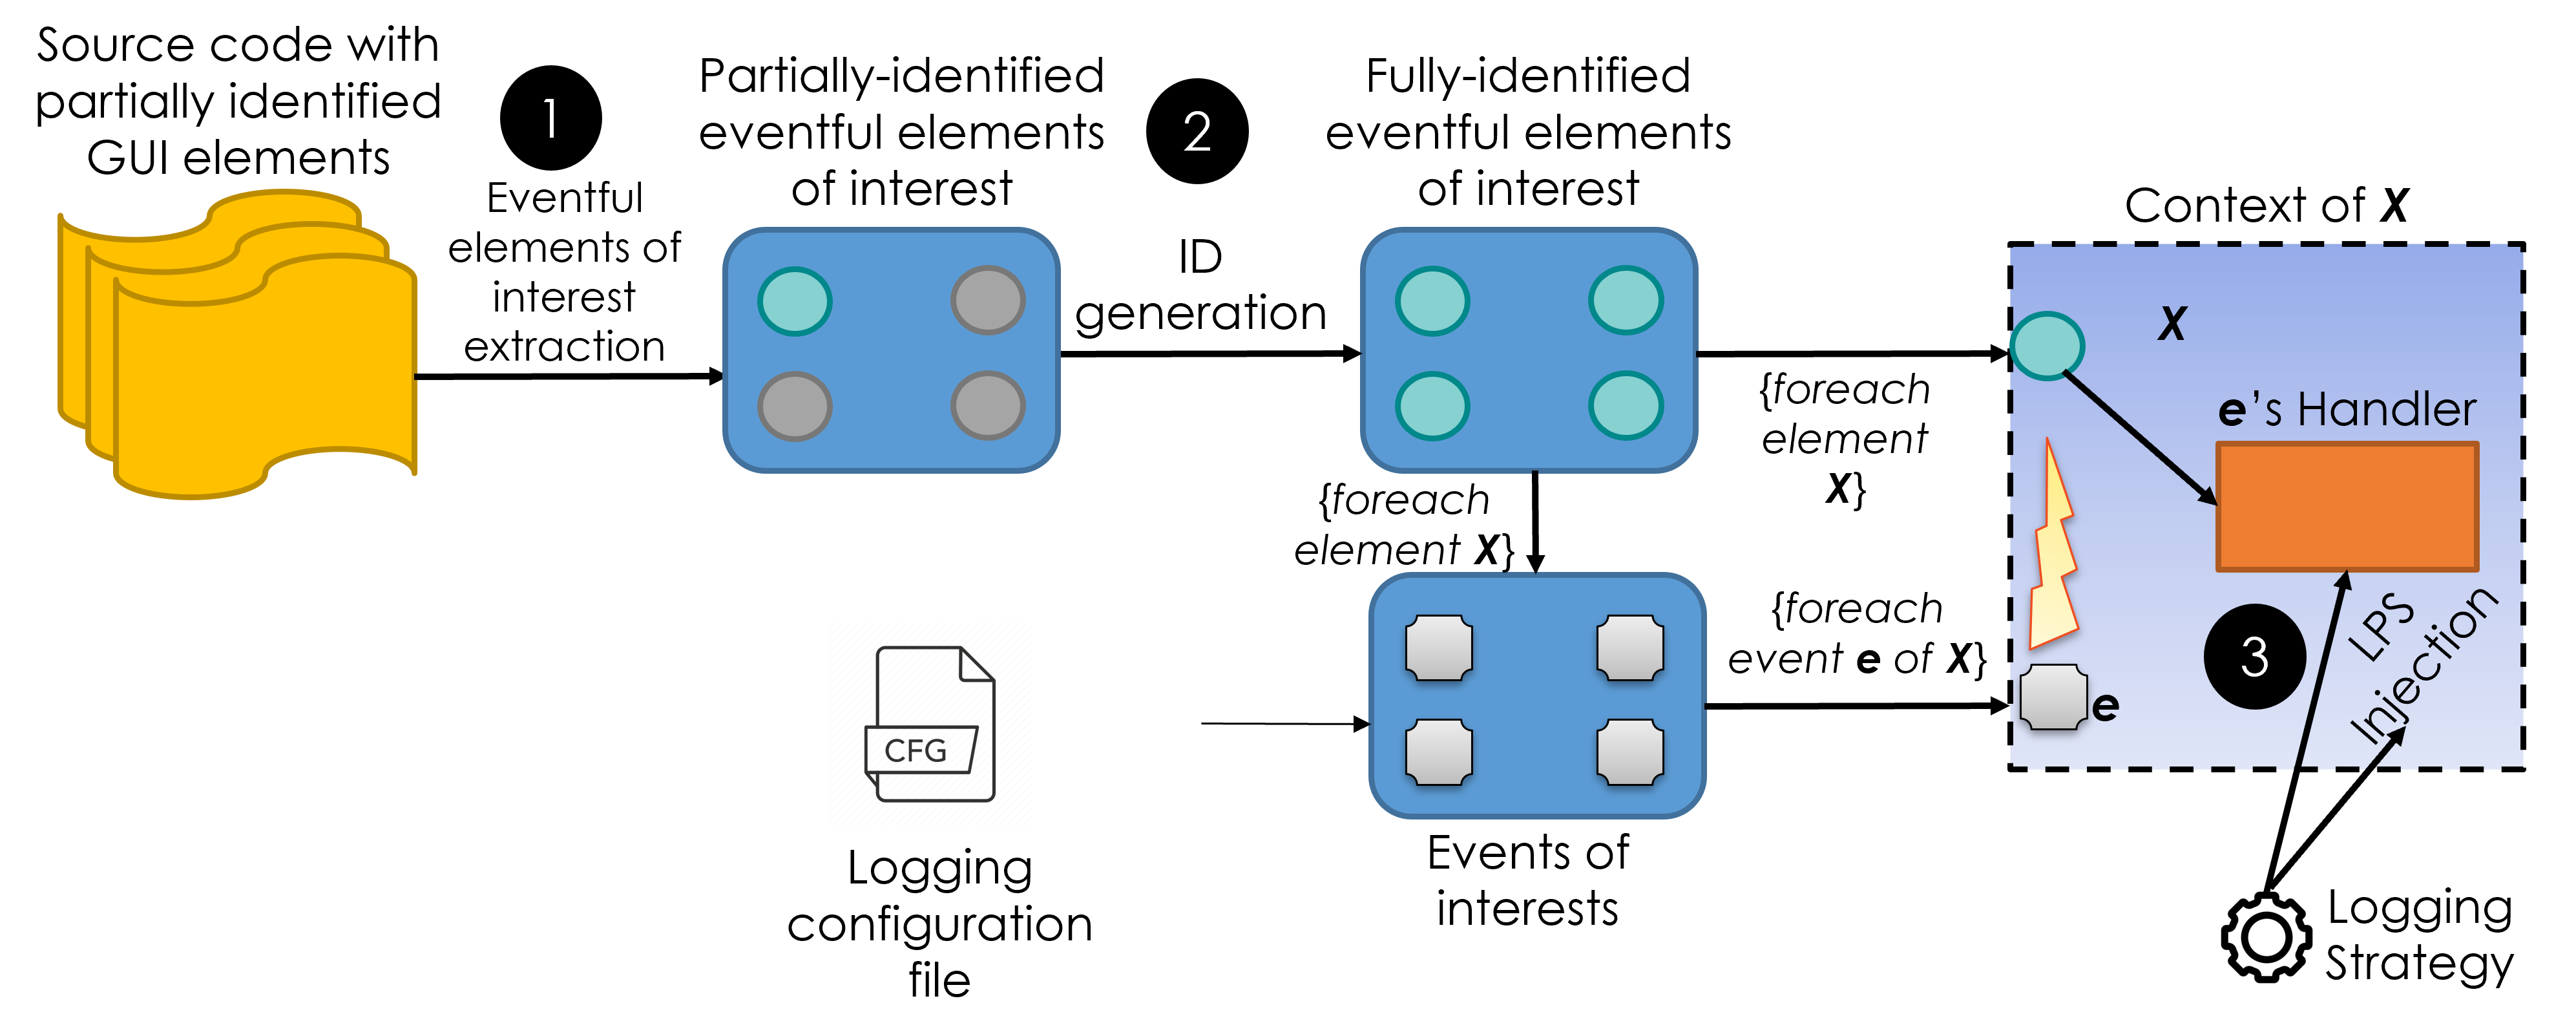 Source code with
partially identified
GUI elements
1
Eventful
elements of
interest
extraction
Partially-identified
eventful elements
of interest
2
ID
generation
Fully-identified
eventful elements
of interest
{foreach
element
X}
{foreach
element X}
Context of X
X
e's Handler
{foreach
event e of X}
e
3
LPS
Injection
CFG
Logging
configuration
file
Events of
interests
Logging
Strategy